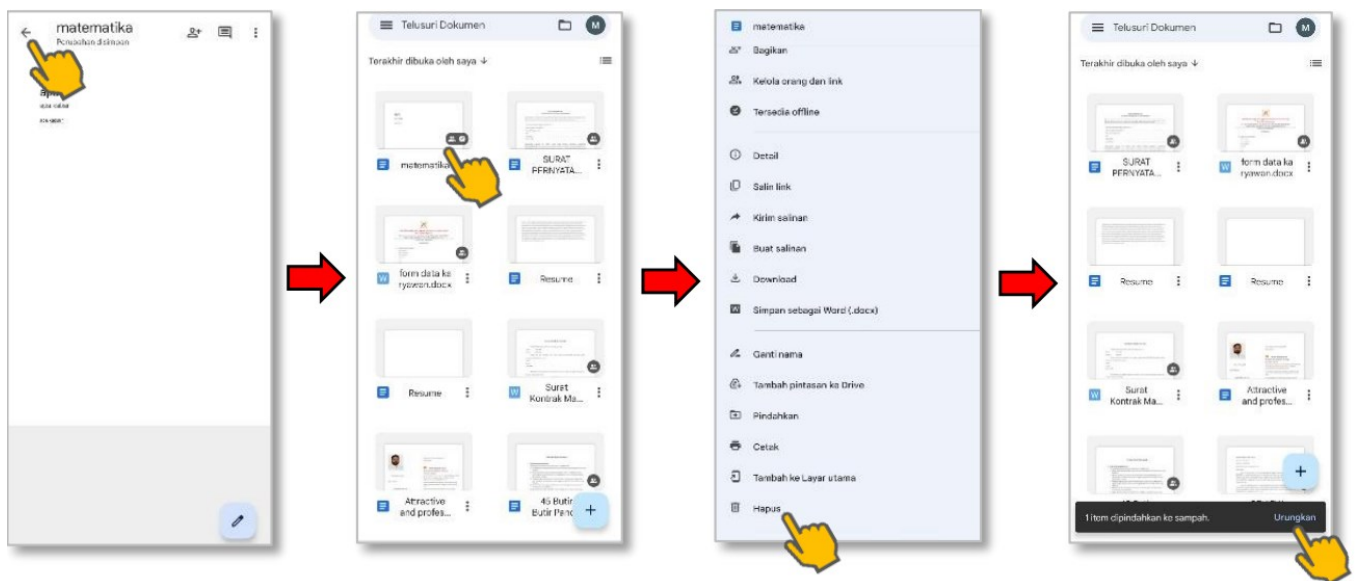 matematika
Perubahan disimpan
Telusuri Dokumen
M
Terakhir dibuka oleh saya ↓
matematika
SURAT
PERNYATA...
form data ka
ryawan.docx
Resume
Resume
Surat
Kontrak Ma...
Attractive
and profes...
45 Butir
Butir Panc
matematika
Bagikan
Kelola orang dan link
Tersedia offline
Detail
Salin link
Kirim salinan
Buat salinan
Download
Simpan sebagai Word (.docx)
Ganti nama
Tambah pintasan ke Drive
Pindahkan
Cetak
Tambah ke Layar utama
Hapus
Telusuri Dokumen
M
Terakhir dibuka oleh saya ↓
SURAT
PERNYATA...
form data ka
ryawan.docx
Resume
Resume
Surat
Kontrak Ma...
Attractive
and profes...
1 item dipindahkan ke sampah.
Urungkan